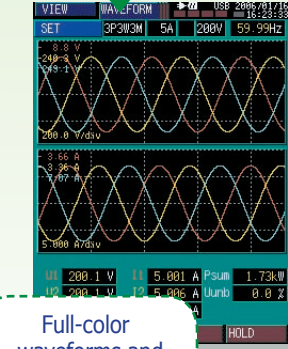 VIEW WAVEFORM USB 2006/01/16
16:23:33
SET 3P3W3M 5A 200V 59.99Hz
8.8 V
249.1 V
200.0 V/div
3.66 A
3.36 A
7.07 A
5.000 A/div
U1 200.1 V I1 5.001 A Psum 1.73kW
U2 200.1 V I2 5.006 A Uunb 0.0 %
A
HOLD
Full-color
waveforms and